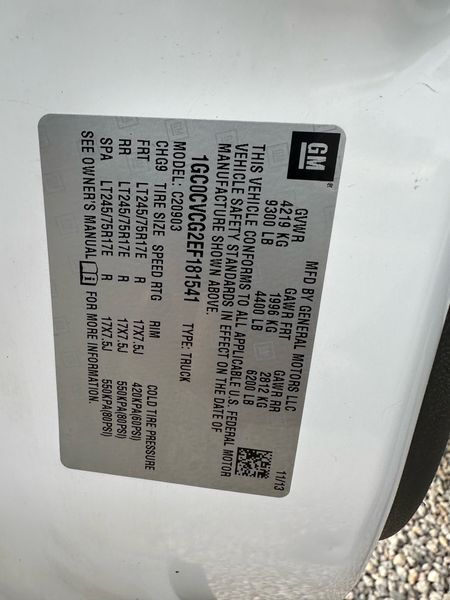 GM
MFD BY GENERAL MOTORS LLC
11/13
GVWR GAWR FRT GAWR RR
4219 KG 1996 KG 2812 KG
9300 LB 4400 LB 6200 LB
THIS VEHICLE CONFORMS TO ALL APPLICABLE U.S. FEDERAL MOTOR
VEHICLE SAFETY STANDARDS IN EFFECT ON THE DATE OF
MANUFACTURE SHOWN ABOVE.
1GC0CVCG2EF181541 TYPE: TRUCK
MODEL: C20903
CHG9 TIRE SIZE SPEED RTG RIM COLD TIRE PRESSURE
FRT LT245/75R17E R 17X7.5J 420KPA(60PSI)
RR LT245/75R17E R 17X7.5J 550KPA(80PSI)
SPA LT245/75R17E R 17X7.5J 550KPA(80PSI)
SEE OWNER'S MANUAL FOR MORE INFORMATION